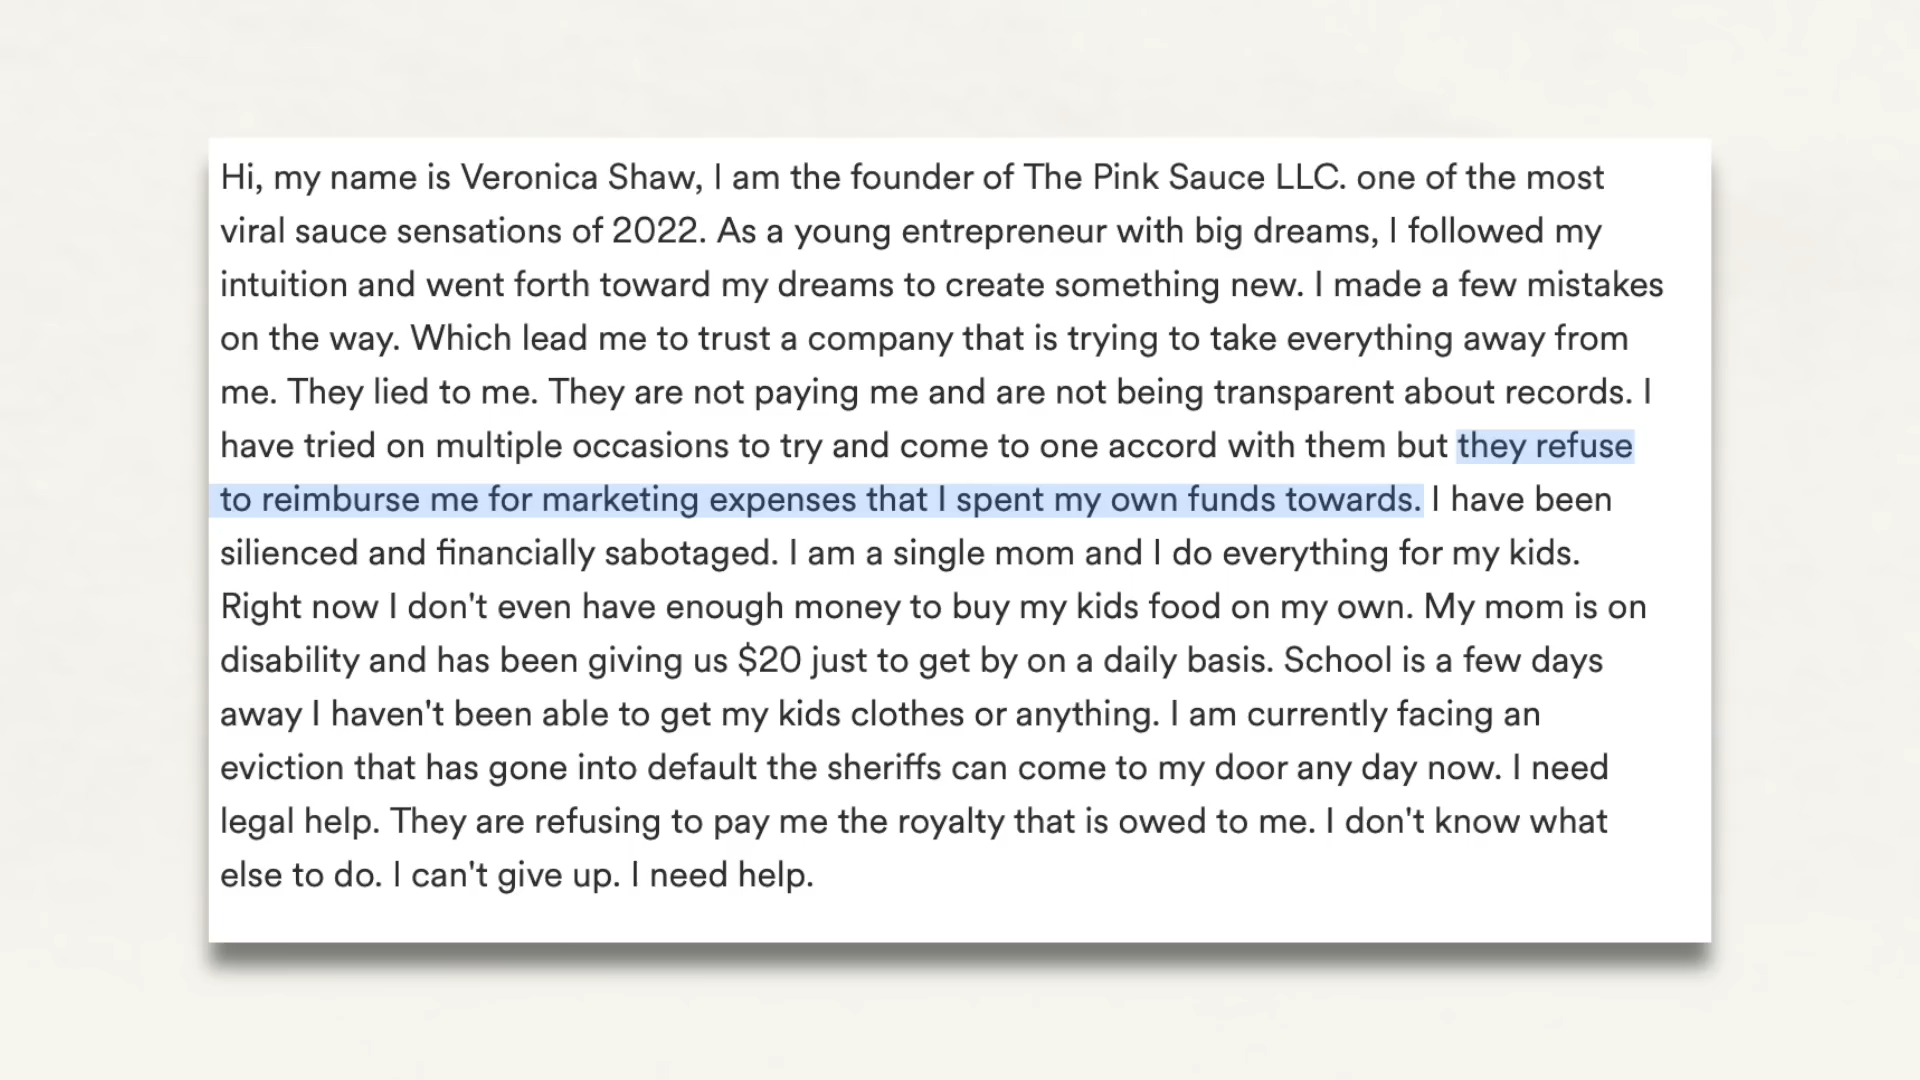 Hi, my name is Veronica Shaw, I am the founder of The Pink Sauce LLC. one of the most
viral sauce sensations of 2022. As a young entrepreneur with big dreams, I followed my
intuition and went forth toward my dreams to create something new. I made a few mistakes
on the way. Which lead me to trust a company that is trying to take everything away from
me. They lied to me. They are not paying me and are not being transparent about records. I
have tried on multiple occasions to try and come to one accord with them but they refuse
to reimburse me for marketing expenses that I spent my own funds towards. I have been
silienced and financially sabotaged. I am a single mom and I do everything for my kids.
Right now I don't even have enough money to buy my kids food on my own. My mom is on
disability and has been giving us $20 just to get by on a daily basis. School is a few days
away I haven't been able to get my kids clothes or anything. I am currently facing an
eviction that has gone into default the sheriffs can come to my door any day now. I need
legal help. They are refusing to pay me the royalty that is owed to me. I don't know what
else to do. I can't give up. I need help.